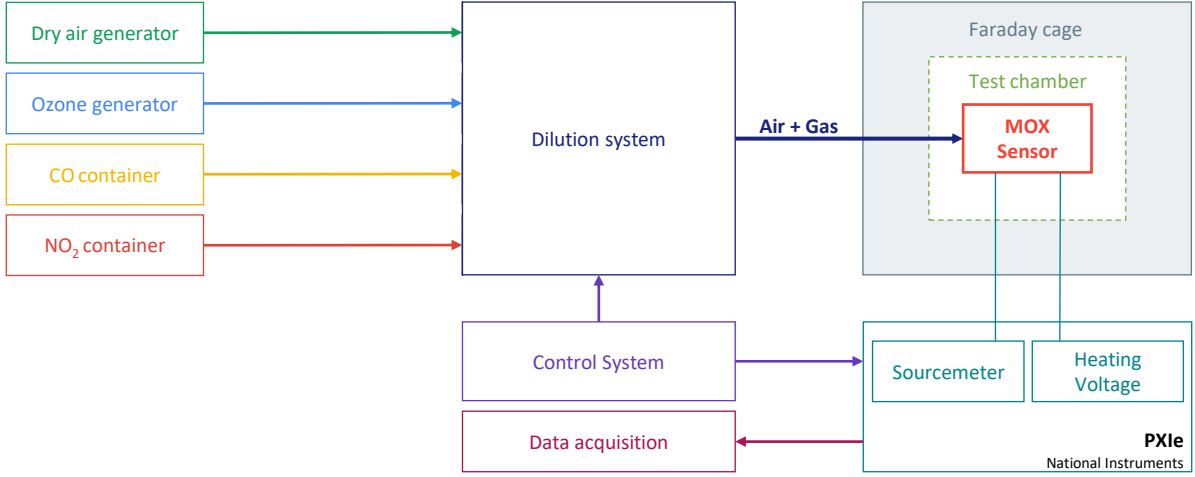 Dry air generator
Ozone generator
CO container
NO₂ container
Dilution system
Air + Gas
Faraday cage
Test chamber
MOX
Sensor
Control System
Data acquisition
Sourcemeter
Heating
Voltage
PXIe
National Instruments